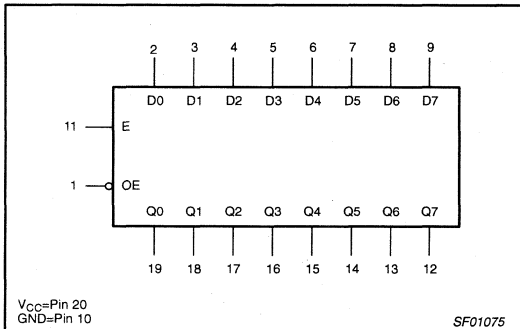 2 3 4 5 6 7 8 9
D0 D1 D2 D3 D4 D5 D6 D7
11 E
1 OE
Q0 Q1 Q2 Q3 Q4 Q5 Q6 Q7
19 18 17 16 15 14 13 12
VCC=Pin 20
GND=Pin 10
SF01075